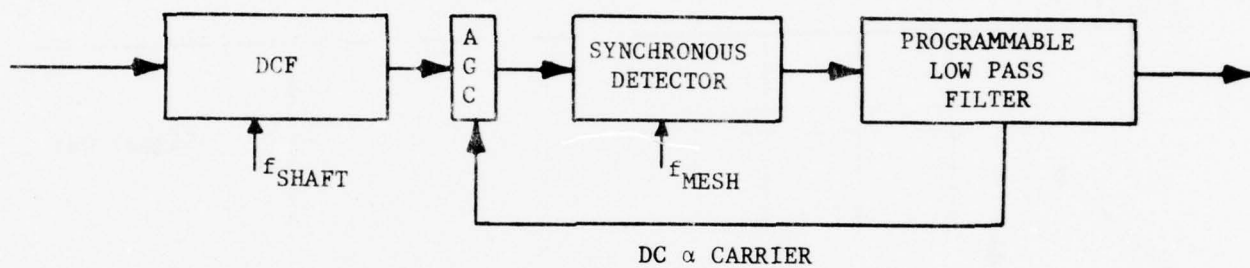 DCF
A
G
C
SYNCHRONOUS
DETECTOR
PROGRAMMABLE
LOW PASS
FILTER
fSHAFT
fMESH
DC α CARRIER